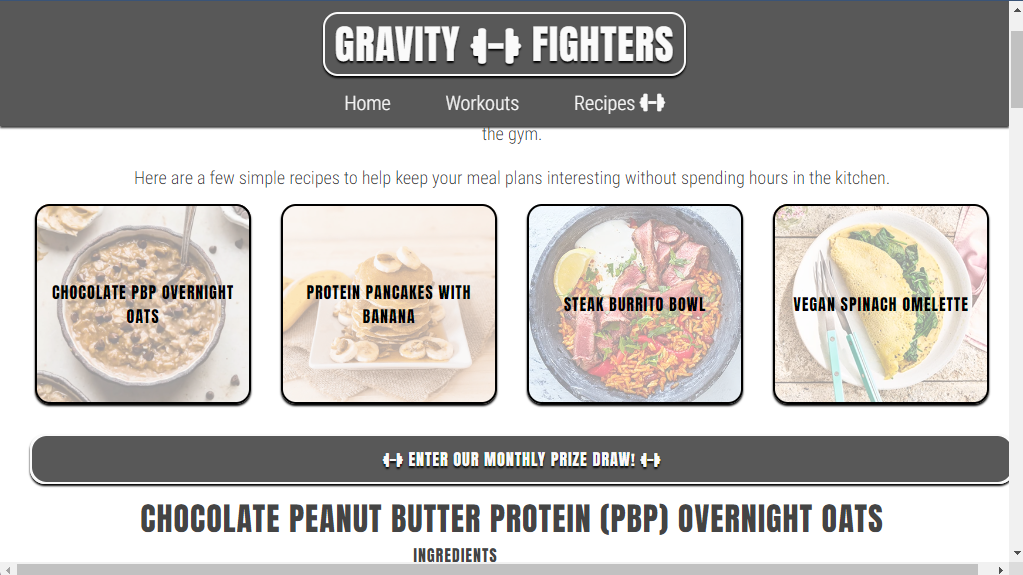 GRAVITY FIGHTERS
Home Workouts Recipes
the gym.
Here are a few simple recipes to help keep your meal plans interesting without spending hours in the kitchen.
CHOCOLATE PBP OVERNIGHT
OATS
PROTEIN PANCAKES WITH
BANANA
STEAK BURRITO BOWL
VEGAN SPINACH OMELETTE
ENTER OUR MONTHLY PRIZE DRAW!
CHOCOLATE PEANUT BUTTER PROTEIN (PBP) OVERNIGHT OATS
INGREDIENTS